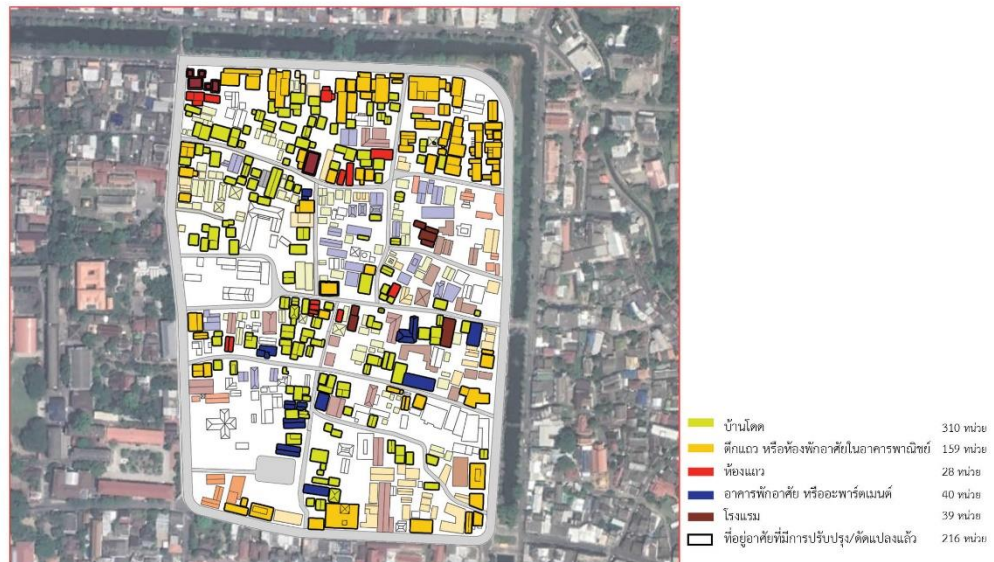 บ้านโดด 310 หน่วย
ตึกแถว หรือห้องพักอาศัยในอาคารพาณิชย์ 159 หน่วย
ห้องแถว 28 หน่วย
อาคารพักอาศัย หรืออะพาร์ตเมนต์ 40 หน่วย
โรงแรม 39 หน่วย
ที่อยู่อาศัยที่มีการปรับปรุง/ดัดแปลงแล้ว 216 หน่วย